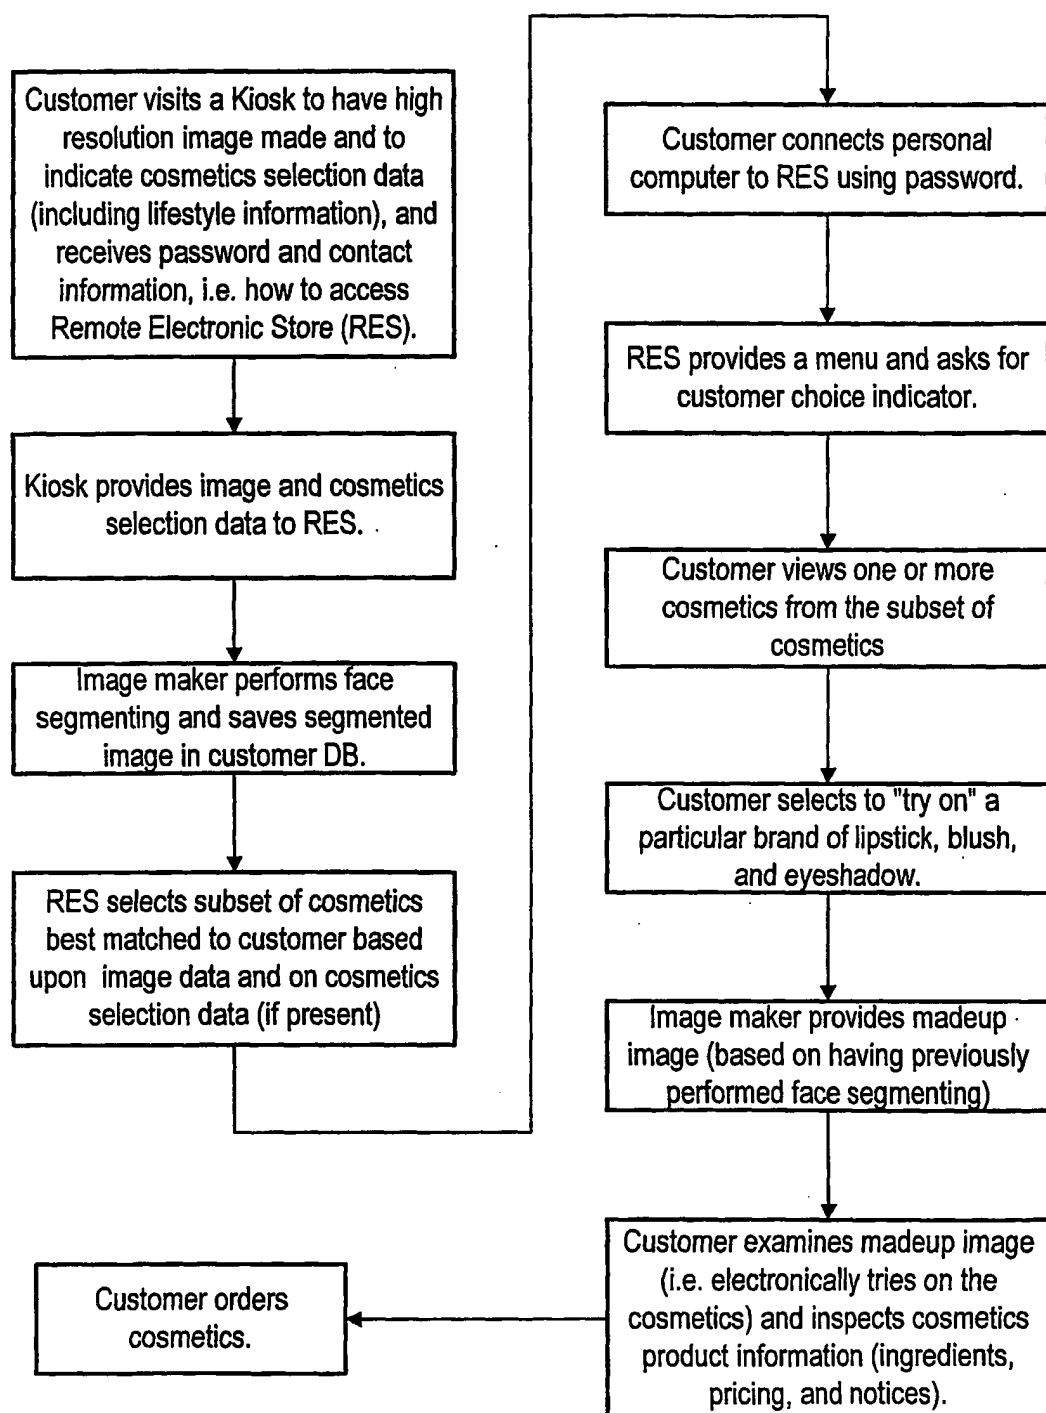 Customer visits a Kiosk to have high
resolution image made and to
indicate cosmetics selection data
(including lifestyle information), and
receives password and contact
information, i.e. how to access
Remote Electronic Store (RES).
Kiosk provides image and cosmetics
selection data to RES.
Image maker performs face
segmenting and saves segmented
image in customer DB.
RES selects subset of cosmetics
best matched to customer based
upon image data and on cosmetics
selection data (if present)
Customer connects personal
computer to RES using password.
RES provides a menu and asks for
customer choice indicator.
Customer views one or more
cosmetics from the subset of
cosmetics
Customer selects to "try on" a
particular brand of lipstick, blush,
and eyeshadow.
Image maker provides madeup
image (based on having previously
performed face segmenting)
Customer examines madeup image
(i.e. electronically tries on the
cosmetics) and inspects cosmetics
product information (ingredients,
pricing, and notices).
Customer orders
cosmetics.